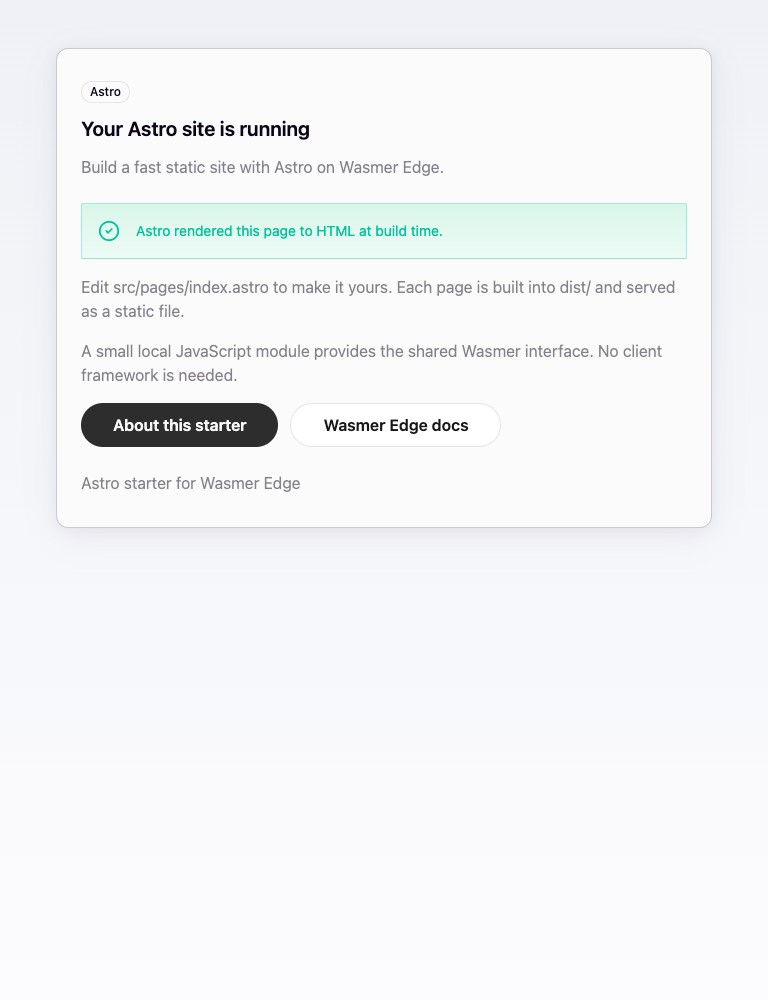 Astro
Your Astro site is running
Build a fast static site with Astro on Wasmer Edge.
Astro rendered this page to HTML at build time.
Edit src/pages/index.astro to make it yours. Each page is built into dist/ and served
as a static file.
A small local JavaScript module provides the shared Wasmer interface. No client
framework is needed.
About this starter
Wasmer Edge docs
Astro starter for Wasmer Edge